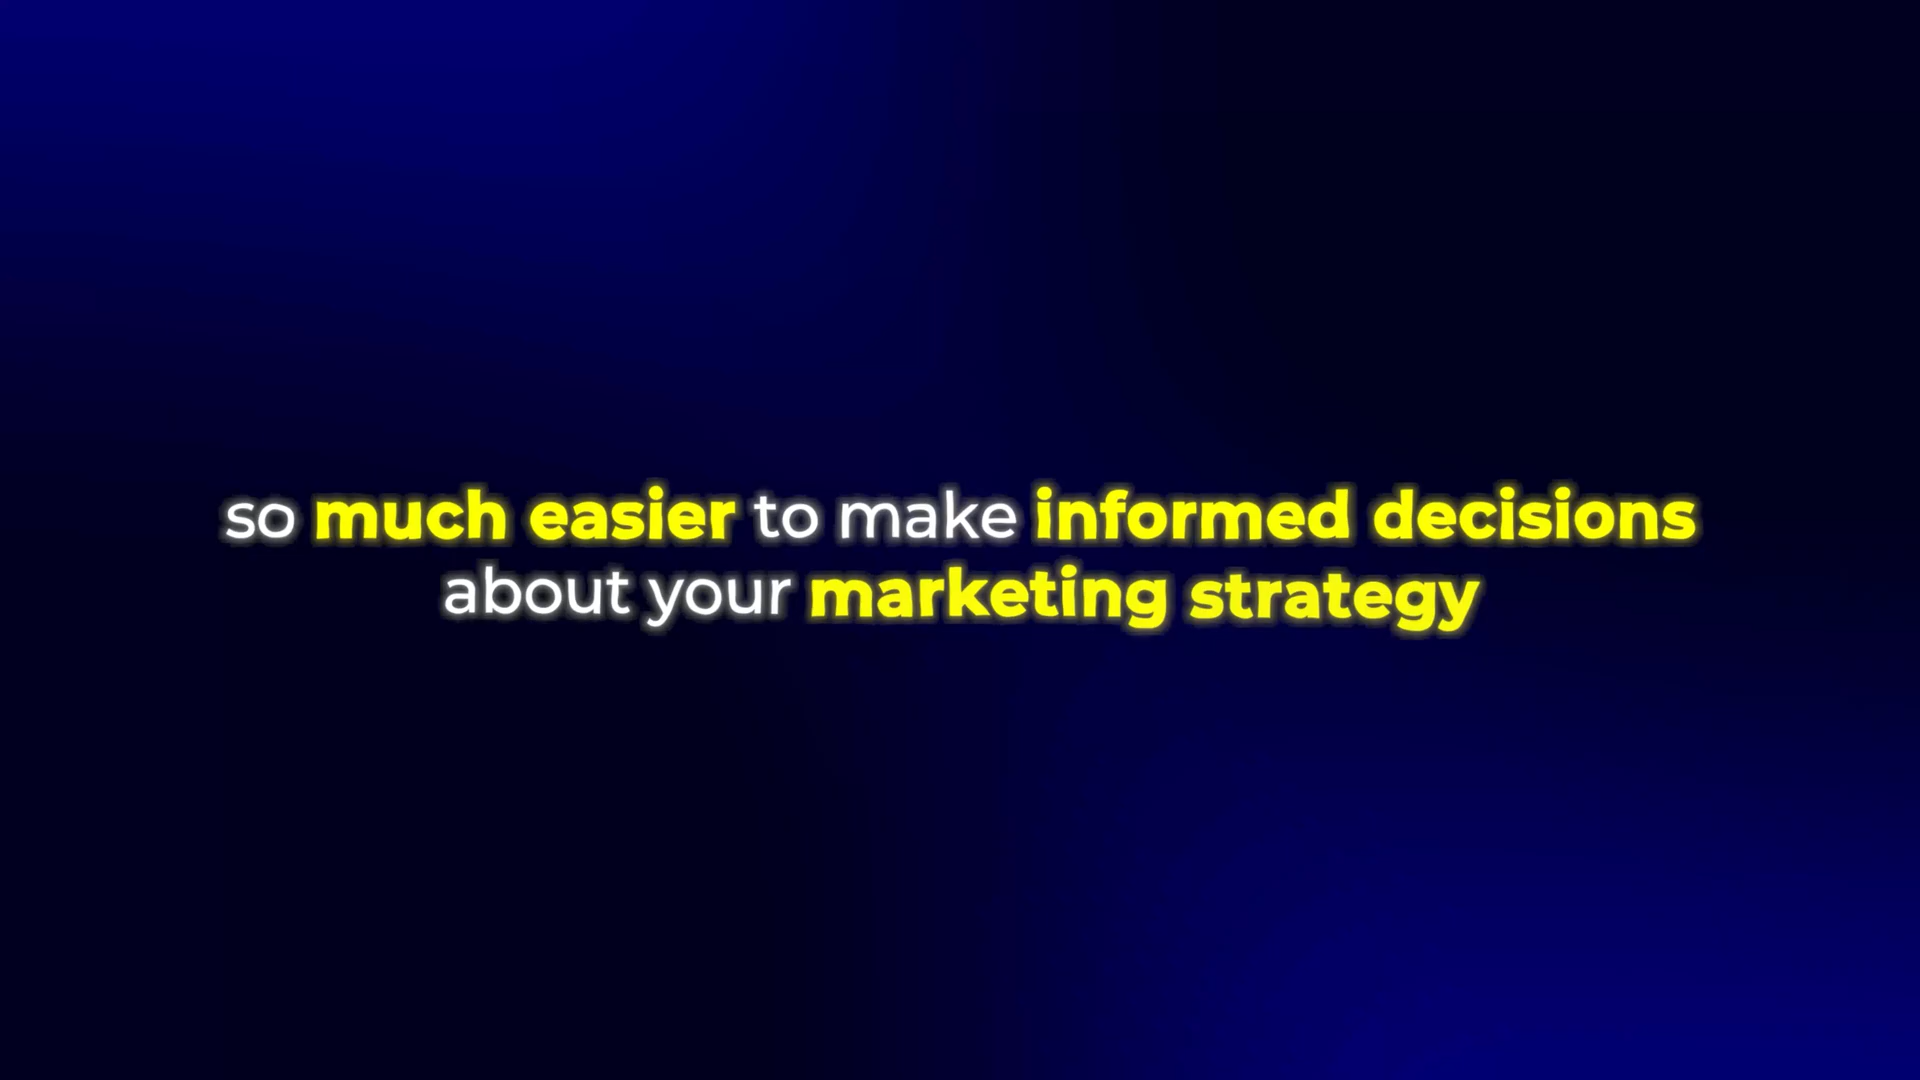 so much easier to make informed decisions
about your marketing strategy